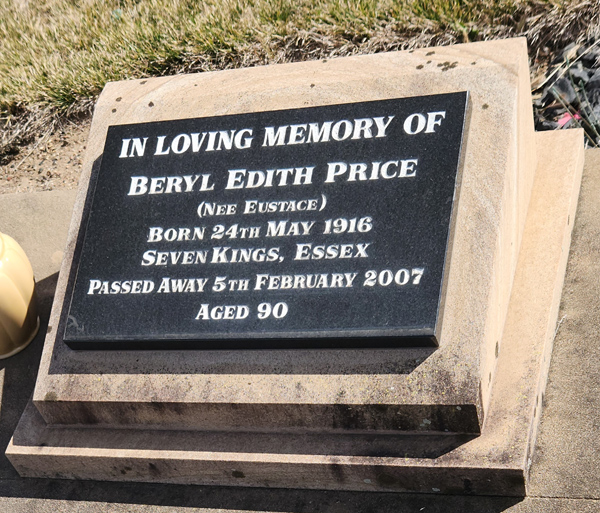 IN LOVING MEMORY OF
BERYL EDITH PRICE
(NEE EUSTACE)
BORN 24TH MAY 1916
SEVEN KINGS, ESSEX
PASSED AWAY 5TH FEBRUARY 2007
AGED 90